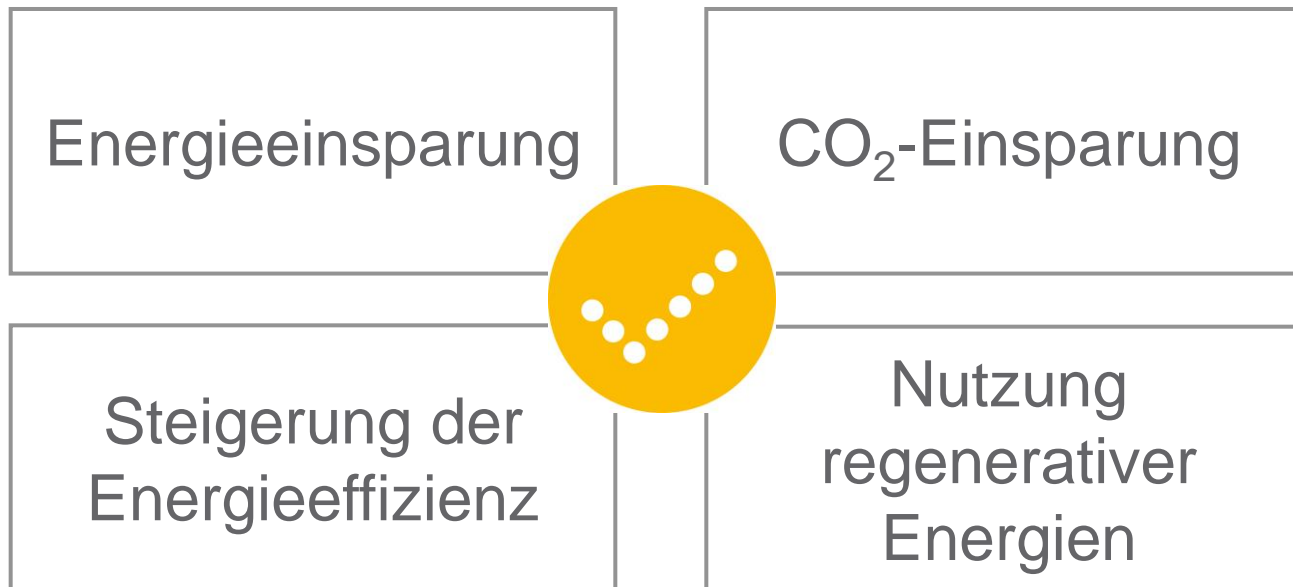 Energieeinsparung
CO₂-Einsparung
Steigerung der
Energieeffizienz
Nutzung
regenerativer
Energien